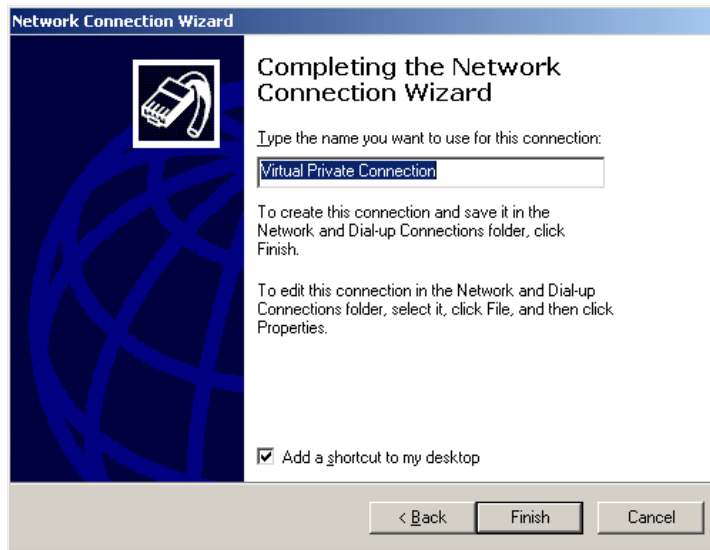 Network Connection Wizard
Completing the Network
Connection Wizard
Type the name you want to use for this connection:
Virtual Private Connection
To create this connection and save it in the
Network and Dial-up Connections folder, click
Finish.
To edit this connection in the Network and Dial-up
Connections folder, select it, click File, and then click
Properties.
Add a shortcut to my desktop
< Back Finish Cancel